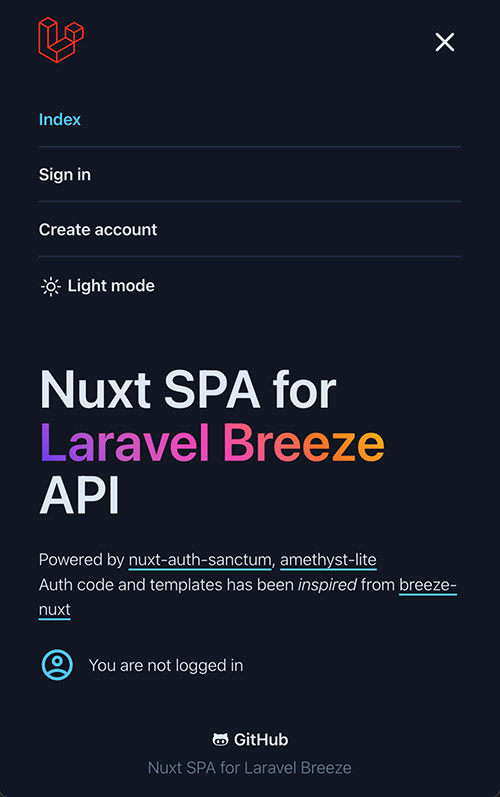 Index
Sign in
Create account
Light mode
Nuxt SPA for
Laravel Breeze
API
Powered by nuxt-auth-sanctum, amethyst-lite
Auth code and templates has been inspired from breeze-
nuxt
You are not logged in
GitHub
Nuxt SPA for Laravel Breeze